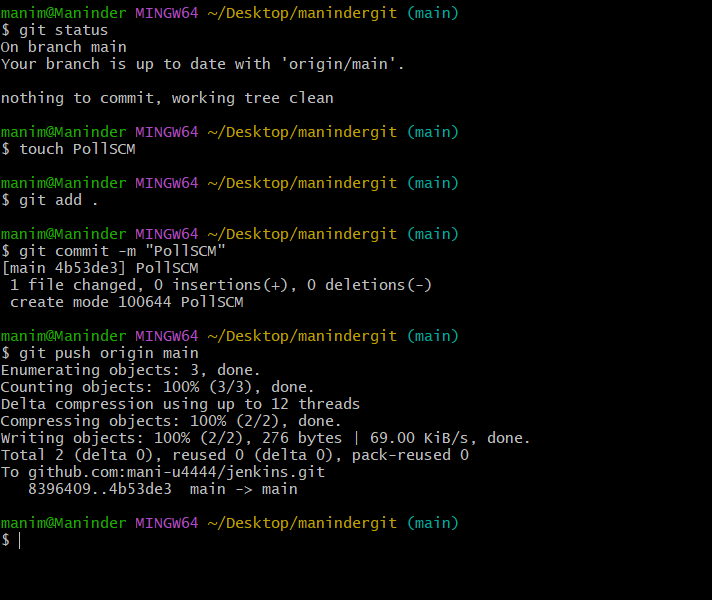 manim@Maninder MINGW64 ~/Desktop/manindergit (main)
$ git status
On branch main
Your branch is up to date with 'origin/main'.
nothing to commit, working tree clean
manim@Maninder MINGW64 ~/Desktop/manindergit (main)
$ touch PollSCM
manim@Maninder MINGW64 ~/Desktop/manindergit (main)
$ git add .
manim@Maninder MINGW64 ~/Desktop/manindergit (main)
$ git commit -m "PollSCM"
[main 4b53de3] PollSCM
 1 file changed, 0 insertions(+), 0 deletions(-)
 create mode 100644 PollSCM
manim@Maninder MINGW64 ~/Desktop/manindergit (main)
$ git push origin main
Enumerating objects: 3, done.
Counting objects: 100% (3/3), done.
Delta compression using up to 12 threads
Compressing objects: 100% (2/2), done.
Writing objects: 100% (2/2), 276 bytes | 69.00 KiB/s, done.
Total 2 (delta 0), reused 0 (delta 0), pack-reused 0
To github.com:mani-u4444/jenkins.git
   8396409..4b53de3  main -> main
manim@Maninder MINGW64 ~/Desktop/manindergit (main)
$